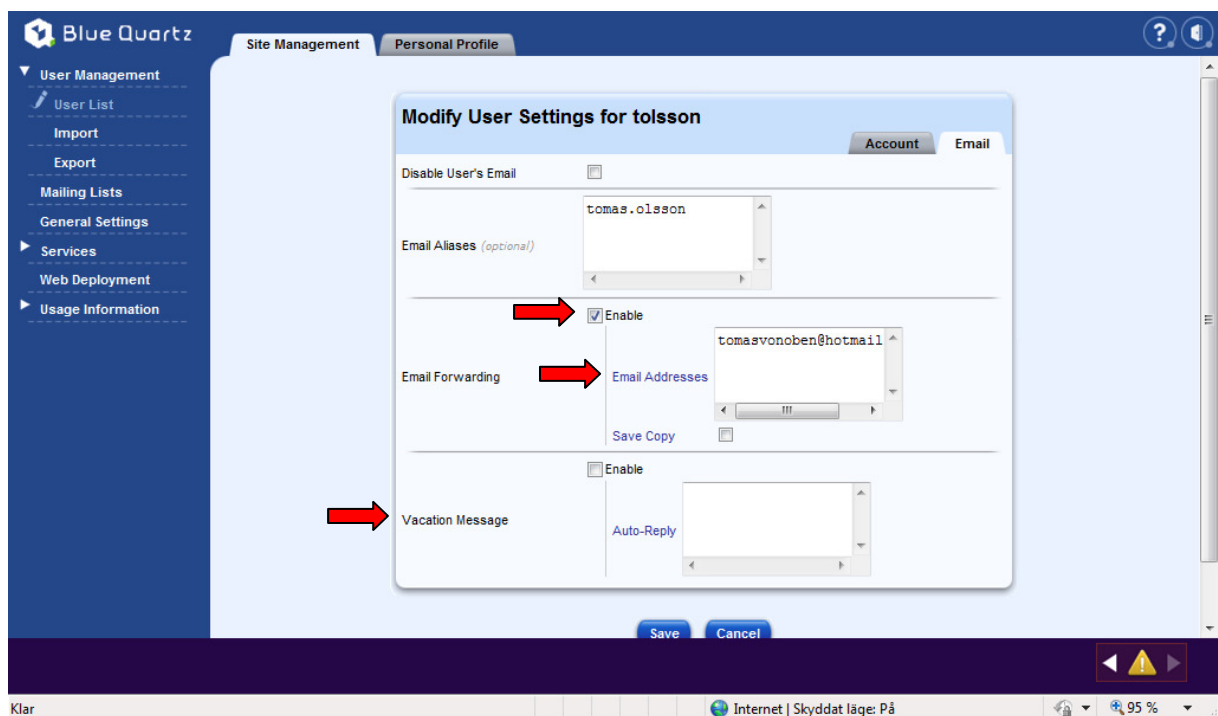 Blue Quartz
Site Management
Personal Profile
?
User Management
User List
Import
Export
Mailing Lists
General Settings
Services
Web Deployment
Usage Information
Modify User Settings for tolsson
Account
Email
Disable User's Email
Email Aliases (optional)
tomas.olsson
Email Forwarding
Enable
Email Addresses
tomasvonoben@hotmail
Save Copy
Vacation Message
Enable
Auto-Reply
Save
Cancel
Klar
Internet | Skyddat läge: På
95 %